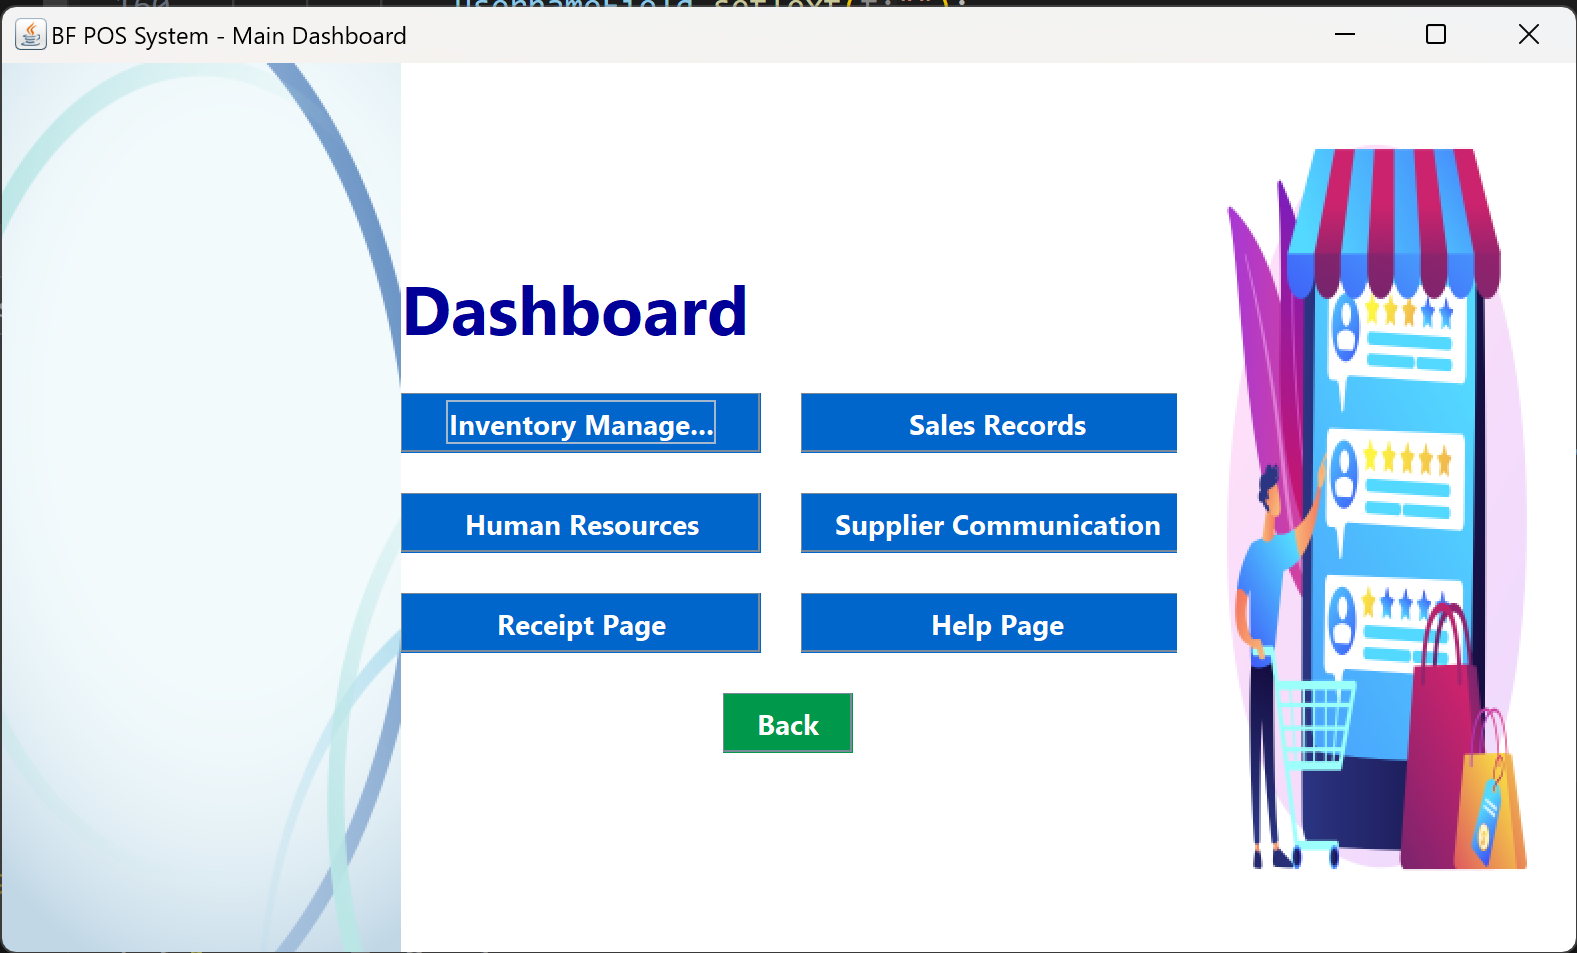 BF POS System - Main Dashboard
Dashboard
Inventory Manage...
Sales Records
Human Resources
Supplier Communication
Receipt Page
Help Page
Back